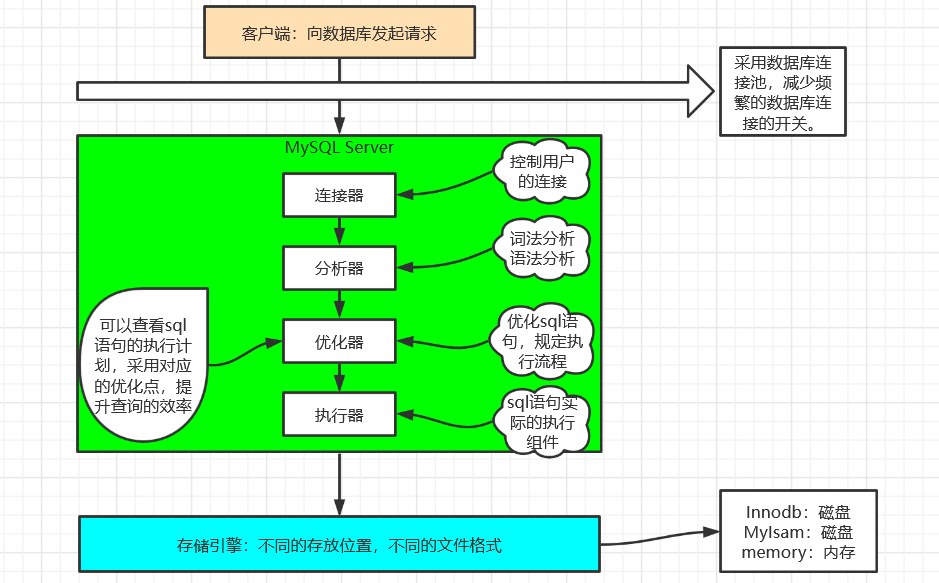 客户端：向数据库发起请求
采用数据库连
接池，减少频
繁的数据库连
接的开关。
MySQL Server
控制用户
的连接
连接器
词法分析
语法分析
分析器
可以查看sql
语句的执行计
划，采用对应
的优化点，提
升查询的效率
优化sql语
句，规定执
行流程
优化器
sql语句实
际的执行
组件
执行器
存储引擎：不同的存放位置，不同的文件格式
Innodb：磁盘
MyIsam：磁盘
memory：内存